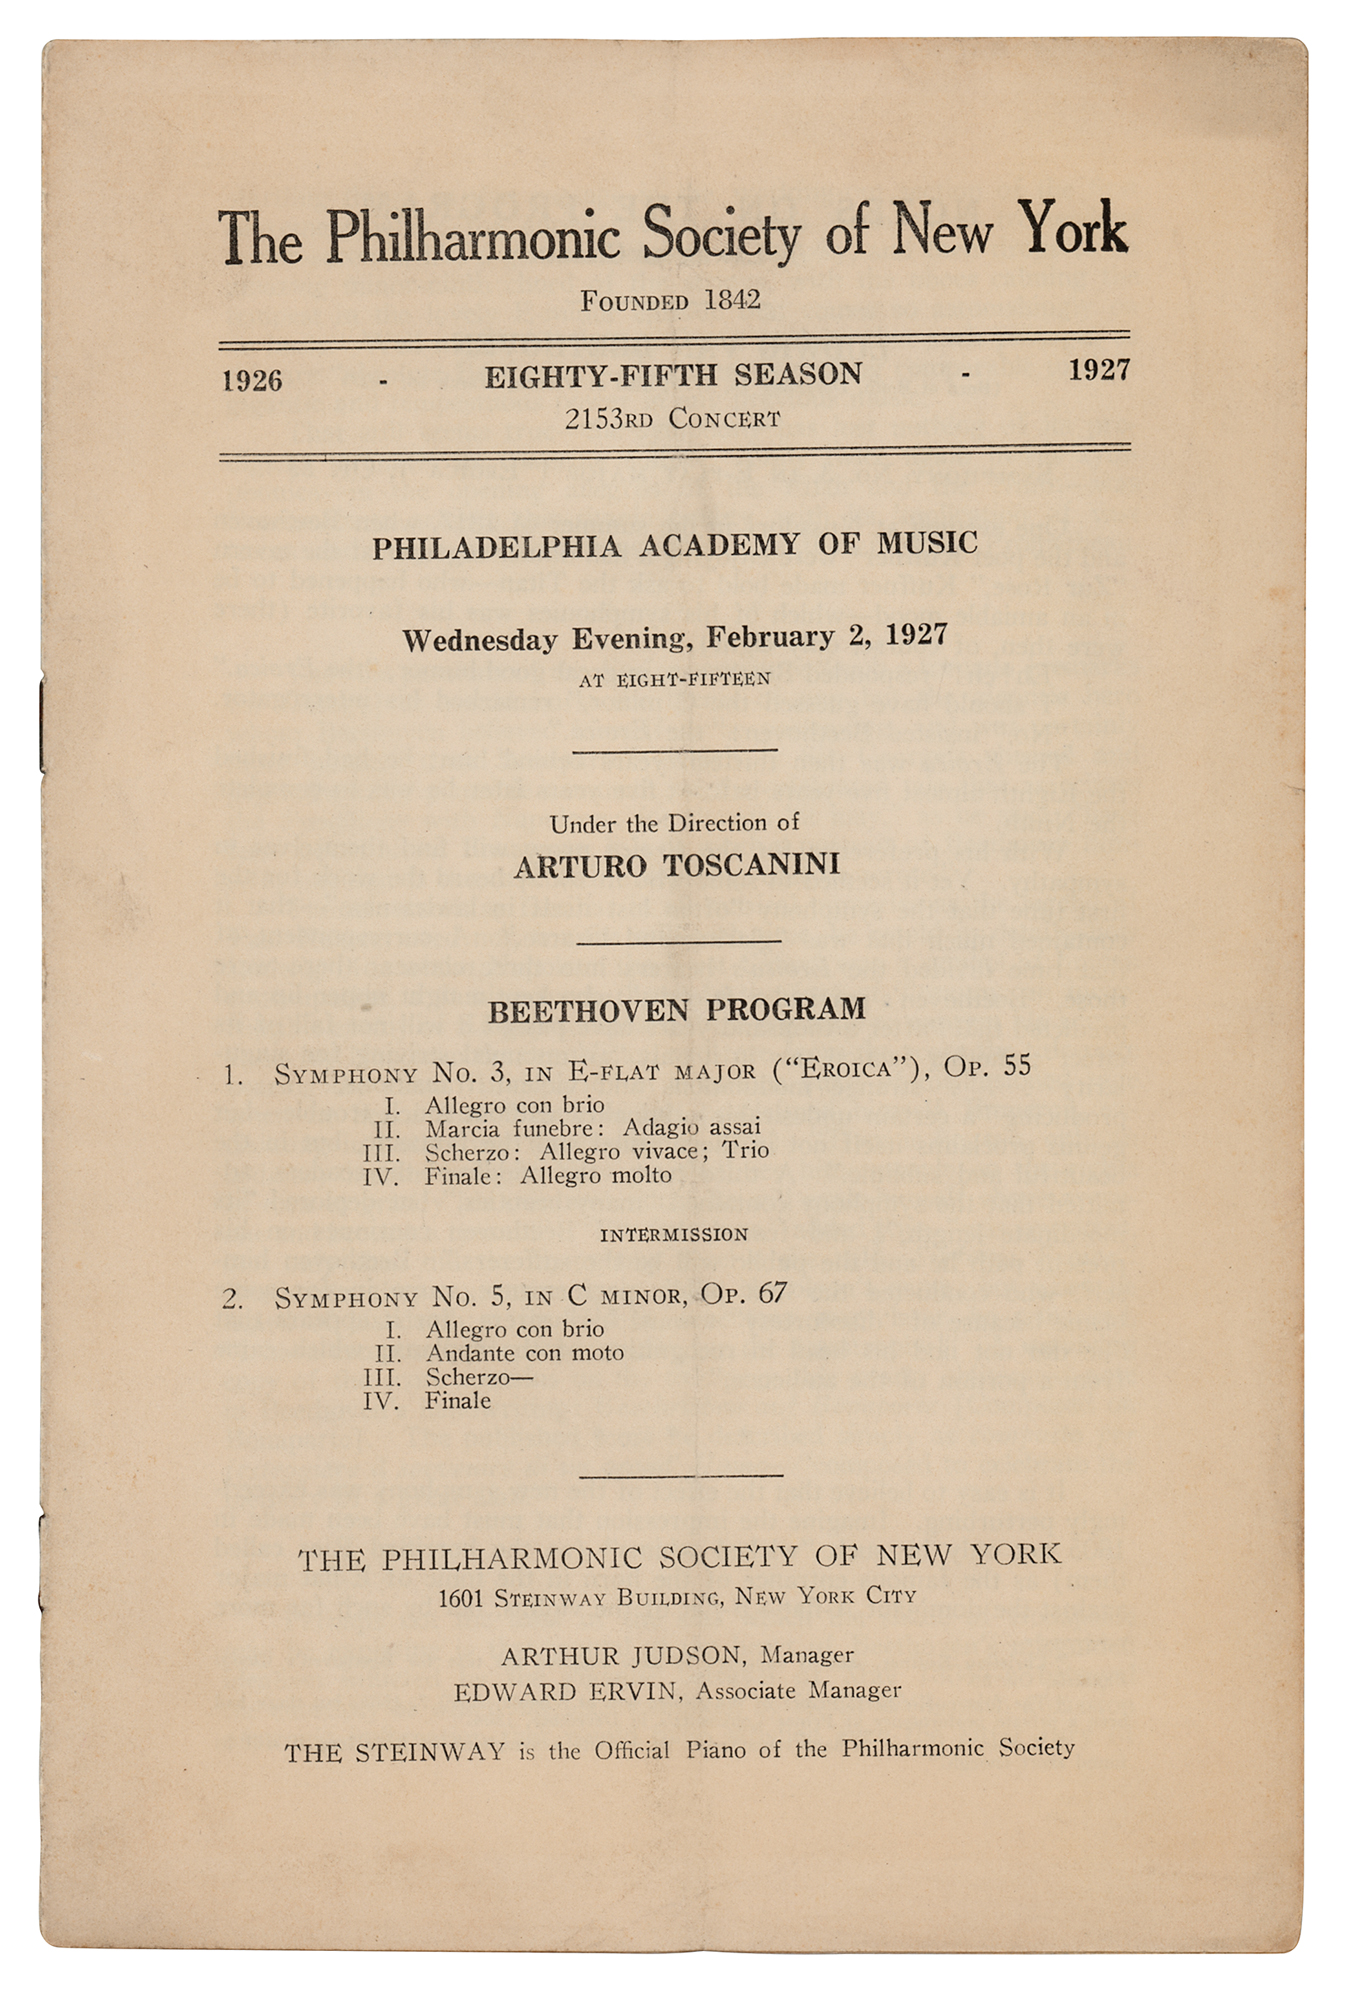 The Philharmonic Society of New York
FOUNDED 1842
1926 - EIGHTY-FIFTH SEASON - 1927
2153RD CONCERT
PHILADELPHIA ACADEMY OF MUSIC
Wednesday Evening, February 2, 1927
AT EIGHT-FIFTEEN
Under the Direction of
ARTURO TOSCANINI
BEETHOVEN PROGRAM
1. SYMPHONY NO. 3, IN E-FLAT MAJOR ("EROICA"), OP. 55
I. Allegro con brio
II. Marcia funebre: Adagio assai
III. Scherzo: Allegro vivace; Trio
IV. Finale: Allegro molto
INTERMISSION
2. SYMPHONY NO. 5, IN C MINOR, OP. 67
I. Allegro con brio
II. Andante con moto
III. Scherzo—
IV. Finale
THE PHILHARMONIC SOCIETY OF NEW YORK
1601 STEINWAY BUILDING, NEW YORK CITY
ARTHUR JUDSON, Manager
EDWARD ERVIN, Associate Manager
THE STEINWAY is the Official Piano of the Philharmonic Society